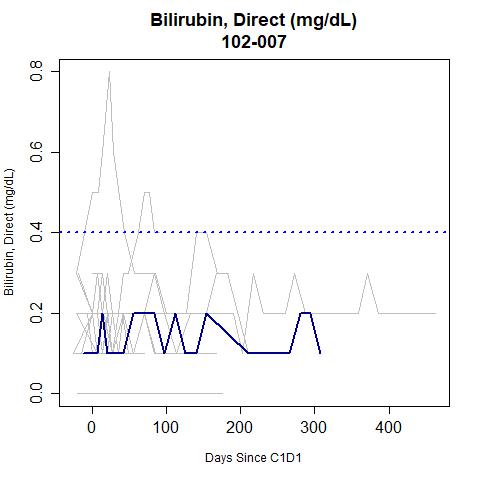 Bilirubin, Direct (mg/dL)
102-007
Bilirubin, Direct (mg/dL)
0.8
0.6
0.4
0.2
0.0
0 100 200 300 400
Days Since C1D1